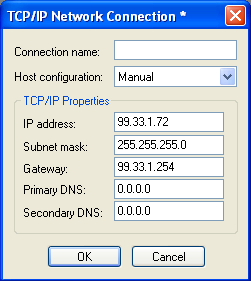 TCP/IP Network Connection *
Connection name:
Host configuration: Manual
TCP/IP Properties
IP address: 99.33.1.72
Subnet mask: 255.255.255.0
Gateway: 99.33.1.254
Primary DNS: 0.0.0.0
Secondary DNS: 0.0.0.0
OK Cancel